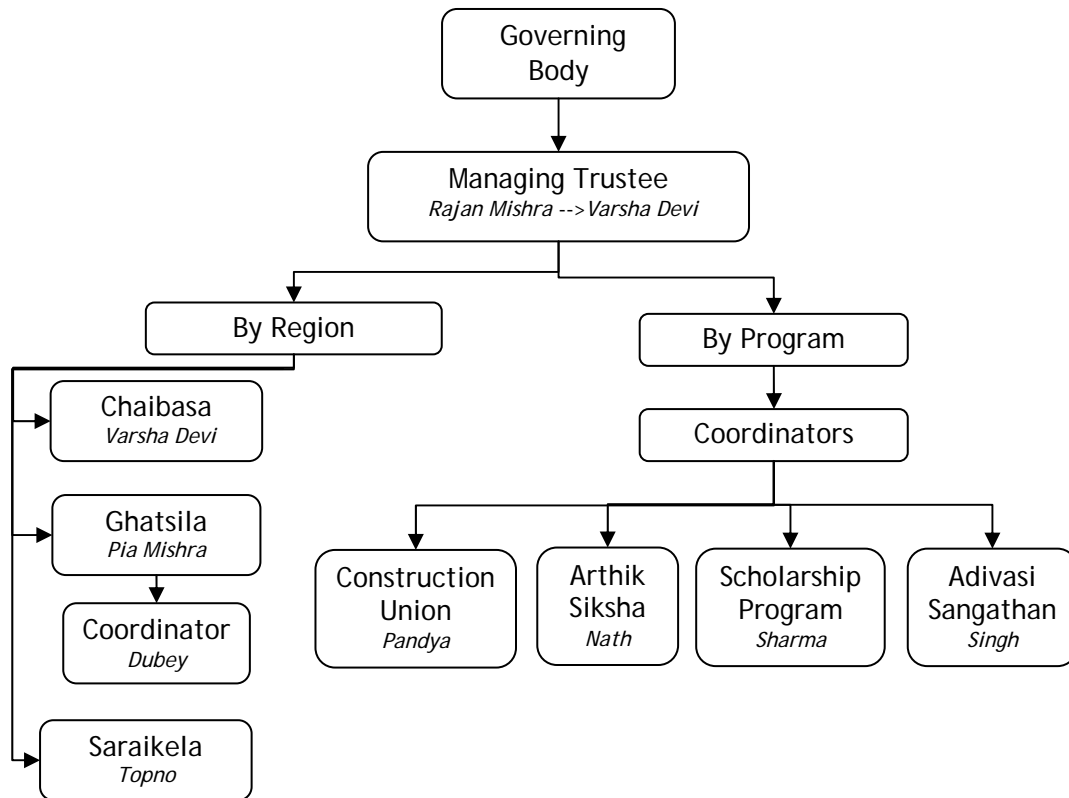 Governing
Body
Managing Trustee
Rajan Mishra -->Varsha Devi
By Region
By Program
Chaibasa
Varsha Devi
Coordinators
Ghatsila
Pia Mishra
Coordinator
Dubey
Saraikela
Topno
Construction
Union
Pandya
Arthik
Siksha
Nath
Scholarship
Program
Sharma
Adivasi
Sangathan
Singh